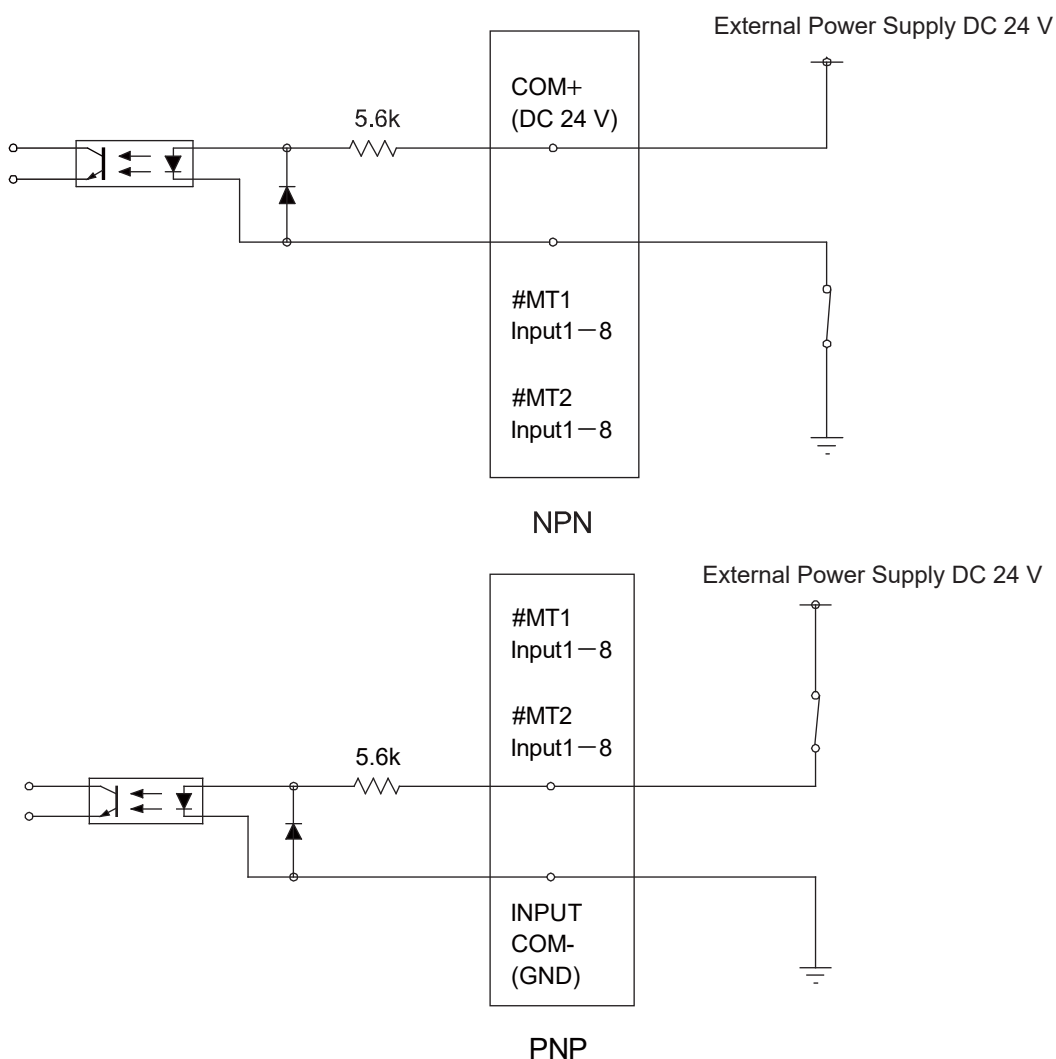 External Power Supply DC 24 V
COM+
(DC 24 V)
5.6k
#MT1
Input1－8
#MT2
Input1－8
NPN
External Power Supply DC 24 V
#MT1
Input1－8
#MT2
Input1－8
5.6k
INPUT
COM-
(GND)
PNP